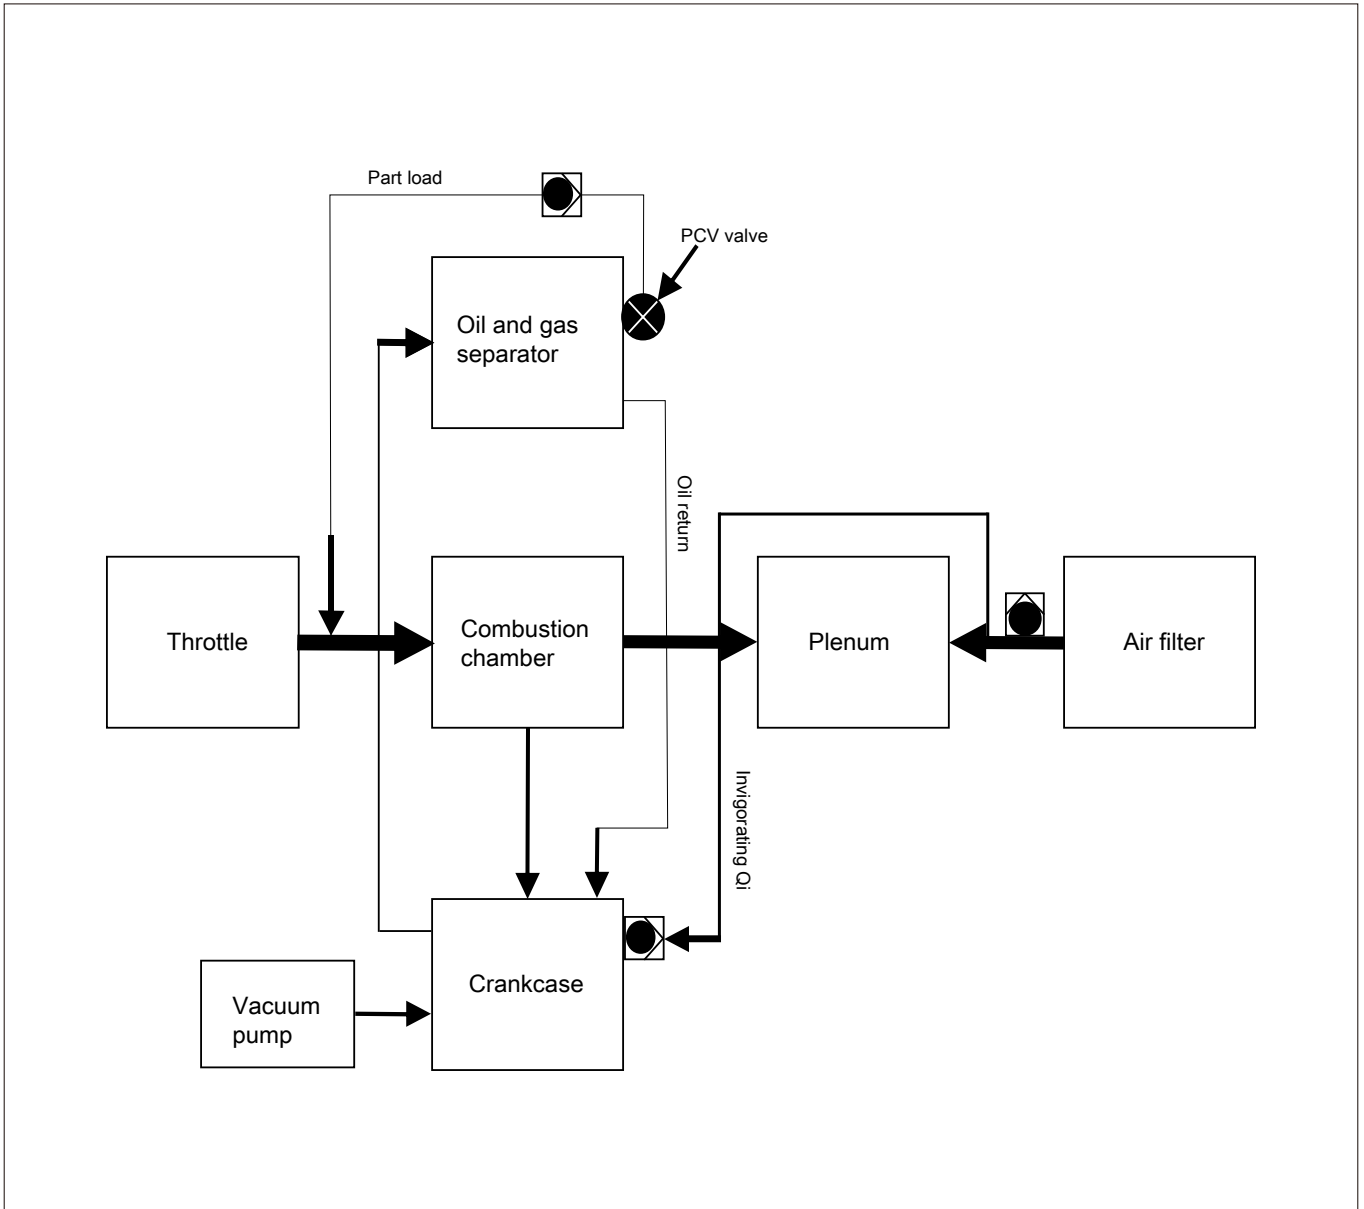 Part load
PCV valve
Oil and gas
separator
Oil return
Throttle
Combustion
chamber
Plenum
Air filter
Invigorating Qi
Crankcase
Vacuum
pump